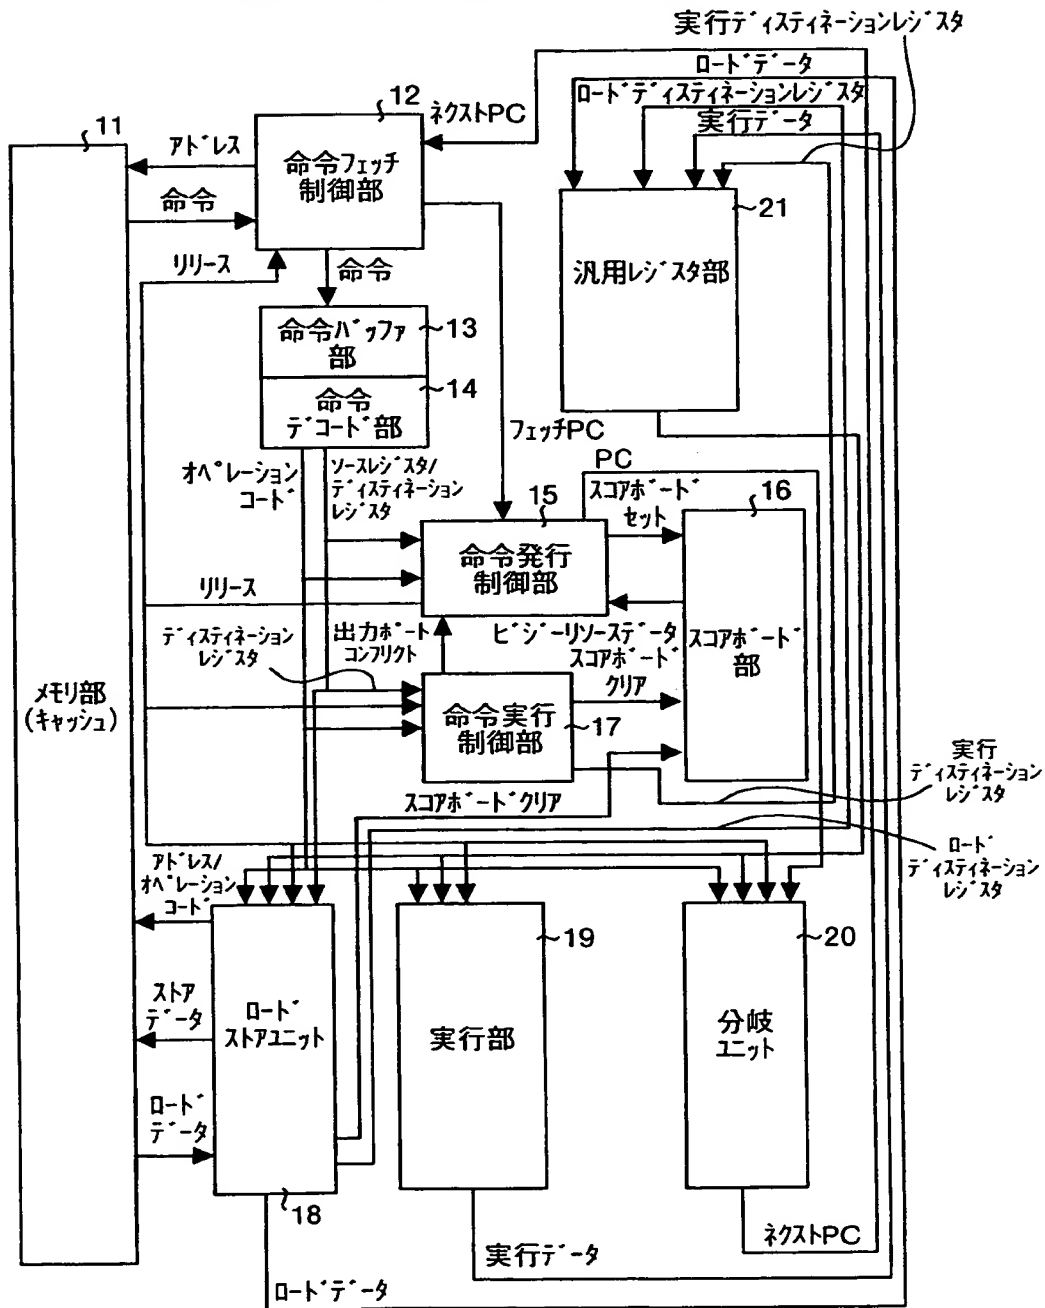 実行ディスティネーションレジスタ
ロードデータ
ロードディスティネーションレジスタ
実行データ
ネクストPC
11
12
アドレス
命令フェッチ
制御部
命令
リリース
命令
21
汎用レジスタ部
命令バッファ
部
13
命令
デコード部
14
フェッチPC
オペレーション
コード
ソースレジスタ/
ディスティネーション
レジスタ
PC
スコアボード
セット
15
16
命令発行
制御部
リリース
ディスティネーション
レジスタ
出力ポート
コンフリクト
ビジーリソースデータ
スコアボード
クリア
スコアボード
部
メモリ部
(キャッシュ)
命令実行
制御部
17
スコアボードクリア
実行
ディスティネーション
レジスタ
ロード
ディスティネーション
レジスタ
アドレス/
オペレーション
コード
ストア
データ
ロード
データ
ロード
ストアユニット
18
19
実行部
20
分岐
ユニット
ネクストPC
実行データ
ロードデータ